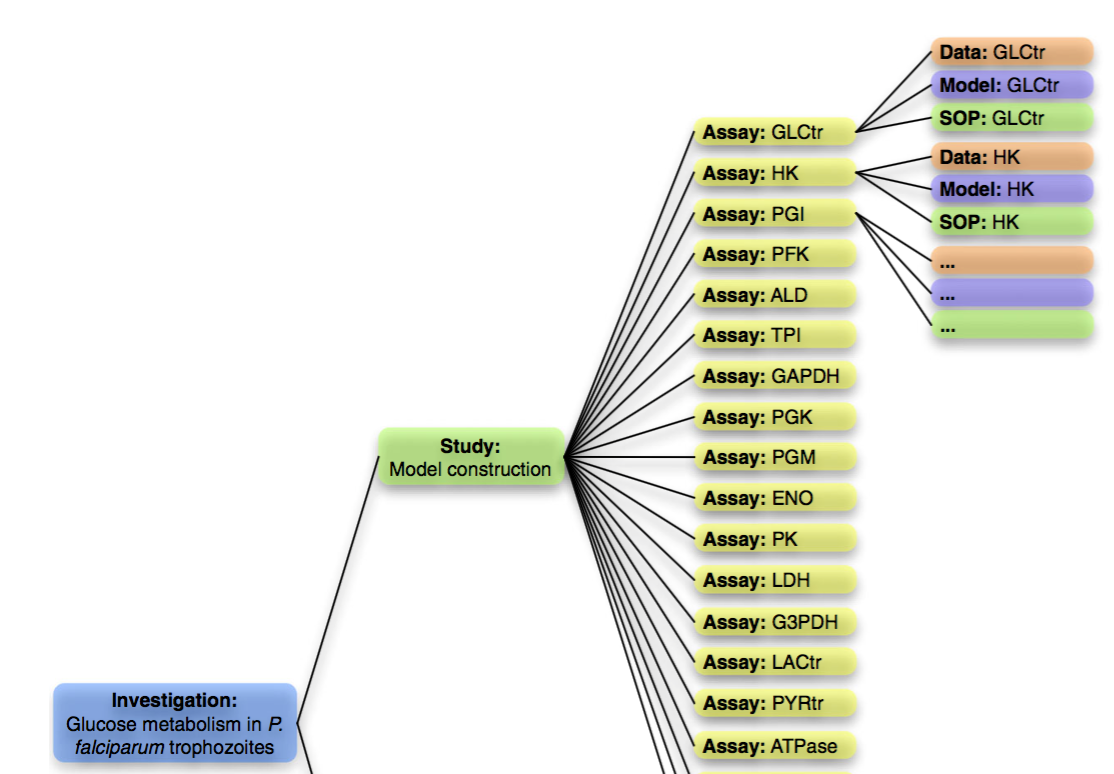 Data: GLCtr
Model: GLCtr
SOP: GLCtr
Assay: GLCtr
Data: HK
Assay: HK
Model: HK
SOP: HK
Assay: PGI
Assay: PFK
...
Assay: ALD
...
...
Assay: TPI
Assay: GAPDH
Assay: PGK
Study:
Model construction
Assay: PGM
Assay: ENO
Assay: PK
Assay: LDH
Assay: G3PDH
Assay: LACtr
Investigation:
Glucose metabolism in P.
falciparum trophozoites
Assay: PYRtr
Assay: ATPase